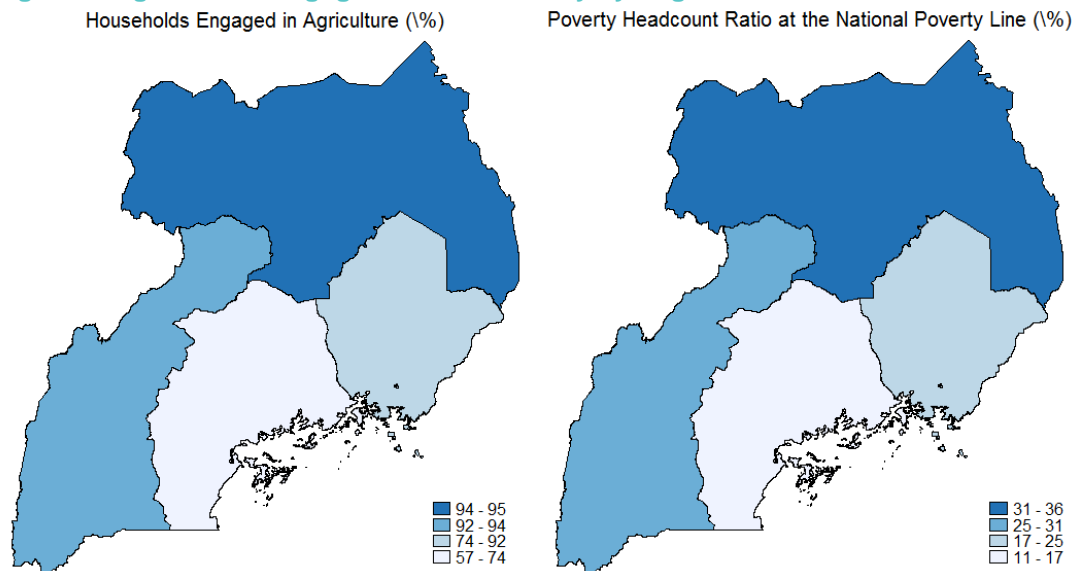 Households Engaged in Agriculture (\%)
Poverty Headcount Ratio at the National Poverty Line (\%)
94 - 95
92 - 94
74 - 92
57 - 74
31 - 36
25 - 31
17 - 25
11 - 17